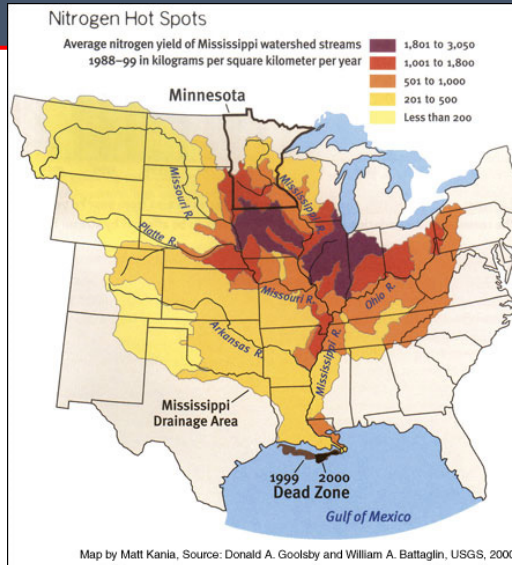 Nitrogen Hot Spots
Average nitrogen yield of Mississippi watershed streams
1988–99 in kilograms per square kilometer per year
1,801 to 3,050
1,001 to 1,800
501 to 1,000
201 to 500
Less than 200
Minnesota
Missouri R.
Mississippi R.
Platte R.
Missouri R.
Ohio R.
Arkansas R.
Mississippi R.
Mississippi
Drainage Area
1999
2000
Dead Zone
Gulf of Mexico
Map by Matt Kania, Source: Donald A. Goolsby and William A. Battaglin, USGS, 2000